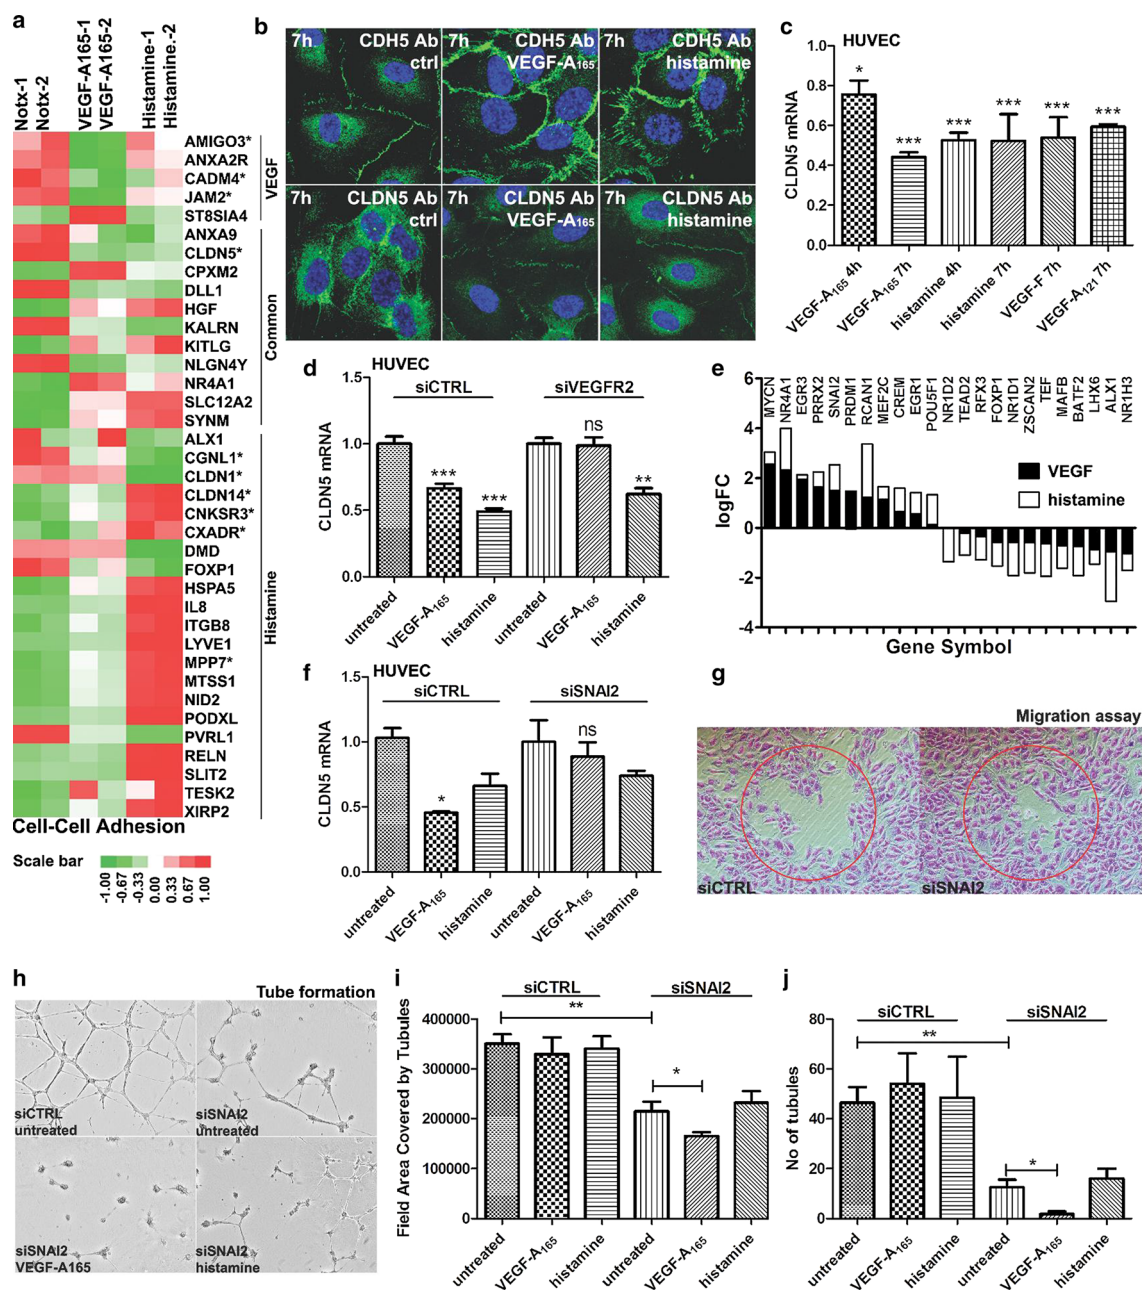 a
Notx-1
Notx-2
VEGF-A165-1
VEGF-A165-2
Histamine-1
Histamine.-2
AMIGO3*
ANXA2R
CADM4*
JAM2*
ST8SIA4
ANXA9
CLDN5*
CPXM2
DLL1
HGF
KALRN
KITLG
NLGN4Y
NR4A1
SLC12A2
SYNM
ALX1
CGNL1*
CLDN1*
CLDN14*
CNKSR3*
CXADR*
DMD
FOXP1
HSPA5
IL8
ITGB8
LYVE1
MPP7*
MTSS1
NID2
PODXL
PVRL1
RELN
SLIT2
TESK2
XIRP2
VEGF
Common
Histamine
Cell-Cell Adhesion
Scale bar
-1.00
-0.67
-0.33
0.00
0.33
0.67
1.00
b
7h CDH5 Ab
ctrl
7h CDH5 Ab
VEGF-A165
7h CDH5 Ab
histamine
7h CLDN5 Ab
ctrl
7h CLDN5 Ab
VEGF-A165
7h CLDN5 Ab
histamine
c
HUVEC
CLDN5 mRNA
1.0
0.8
0.6
0.4
0.2
0.0
*
***
***
***
***
***
VEGF-A165 4h
VEGF-A165 7h
histamine 4h
histamine 7h
VEGF-F 7h
VEGF-A121 7h
d
HUVEC
siCTRL
siVEGFR2
CLDN5 mRNA
1.5
1.0
0.5
0.0
***
***
ns
**
untreated
VEGF-A165
histamine
untreated
VEGF-A165
histamine
e
logFC
6
4
2
0
-2
-4
MYCN
NR4A1
EGR3
PRRX2
SNAI2
PRDM1
RCAN1
MEF2C
CREM
EGR1
POU5F1
NR1D2
TEAD2
RFX3
FOXP1
NR1D1
ZSCAN2
TEF
MAFB
BATF2
LHX6
ALX1
NR1H3
VEGF
histamine
Gene Symbol
f
HUVEC
siCTRL
siSNAI2
CLDN5 mRNA
1.5
1.0
0.5
0.0
*
ns
untreated
VEGF-A165
histamine
untreated
VEGF-A165
histamine
g
Migration assay
siCTRL
siSNAI2
h
Tube formation
siCTRL
untreated
siSNAI2
untreated
siSNAI2
VEGF-A165
siSNAI2
histamine
i
siCTRL
siSNAI2
**
*
Field Area Covered by Tubules
400000
300000
200000
100000
0
untreated
VEGF-A165
histamine
untreated
VEGF-A165
histamine
j
siCTRL
siSNAI2
**
*
No of tubules
80
60
40
20
0
untreated
VEGF-A165
histamine
untreated
VEGF-A165
histamine